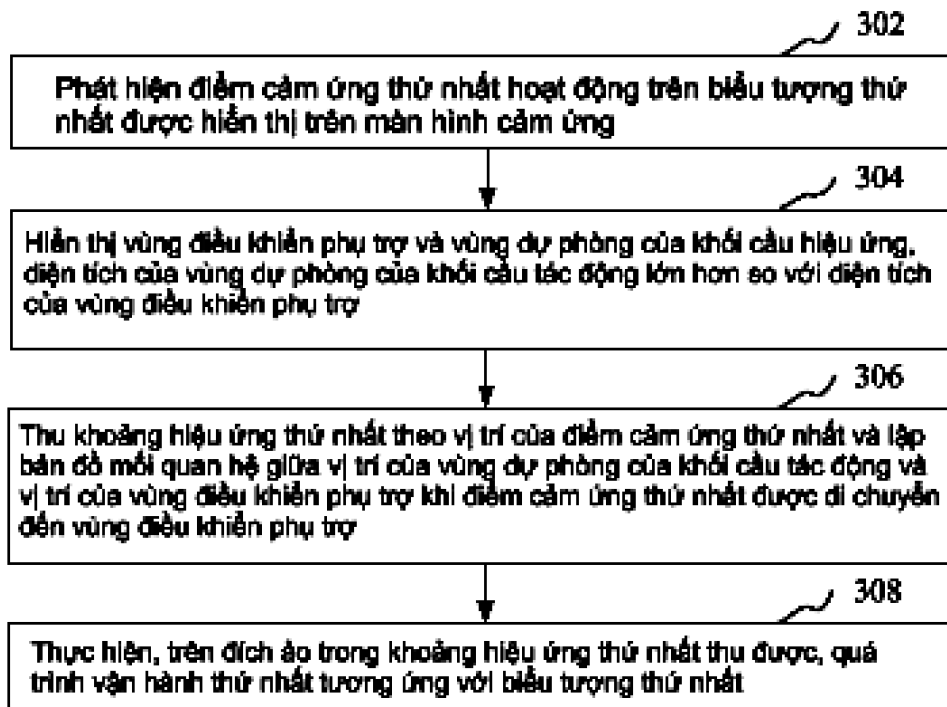 302
Phát hiện điểm cảm ứng thứ nhất hoạt động trên biểu tượng thứ
nhất được hiển thị trên màn hình cảm ứng
304
Hiển thị vùng điều khiển phụ trợ và vùng dự phòng của khối cầu hiệu ứng,
diện tích của vùng dự phòng của khối cầu tác động lớn hơn so với diện tích
của vùng điều khiển phụ trợ
306
Thu khoảng hiệu ứng thứ nhất theo vị trí của điểm cảm ứng thứ nhất và lập
bản đồ mối quan hệ giữa vị trí của vùng dự phòng của khối cầu tác động và
vị trí của vùng điều khiển phụ trợ khi điểm cảm ứng thứ nhất được di chuyển
đến vùng điều khiển phụ trợ
308
Thực hiện, trên đích ảo trong khoảng hiệu ứng thứ nhất thu được, quá
trình vận hành thứ nhất tương ứng với biểu tượng thứ nhất